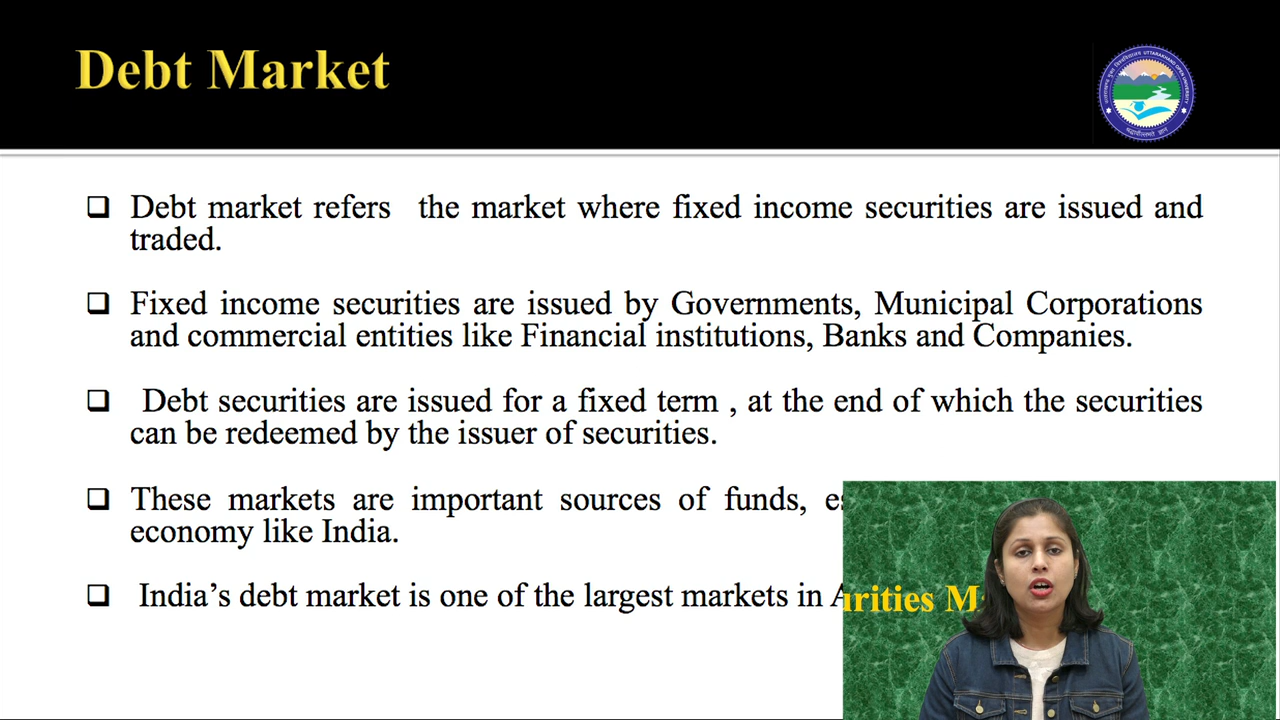 Debt Market
UTTARAKHAND OPEN UNIVERSITY
❑ Debt market refers the market where fixed income securities are issued and
traded.
❑ Fixed income securities are issued by Governments, Municipal Corporations
and commercial entities like Financial institutions, Banks and Companies.
❑ Debt securities are issued for a fixed term , at the end of which the securities
can be redeemed by the issuer of securities.
❑ These markets are important sources of funds,
economy like India.
❑ India’s debt market is one of the largest markets in